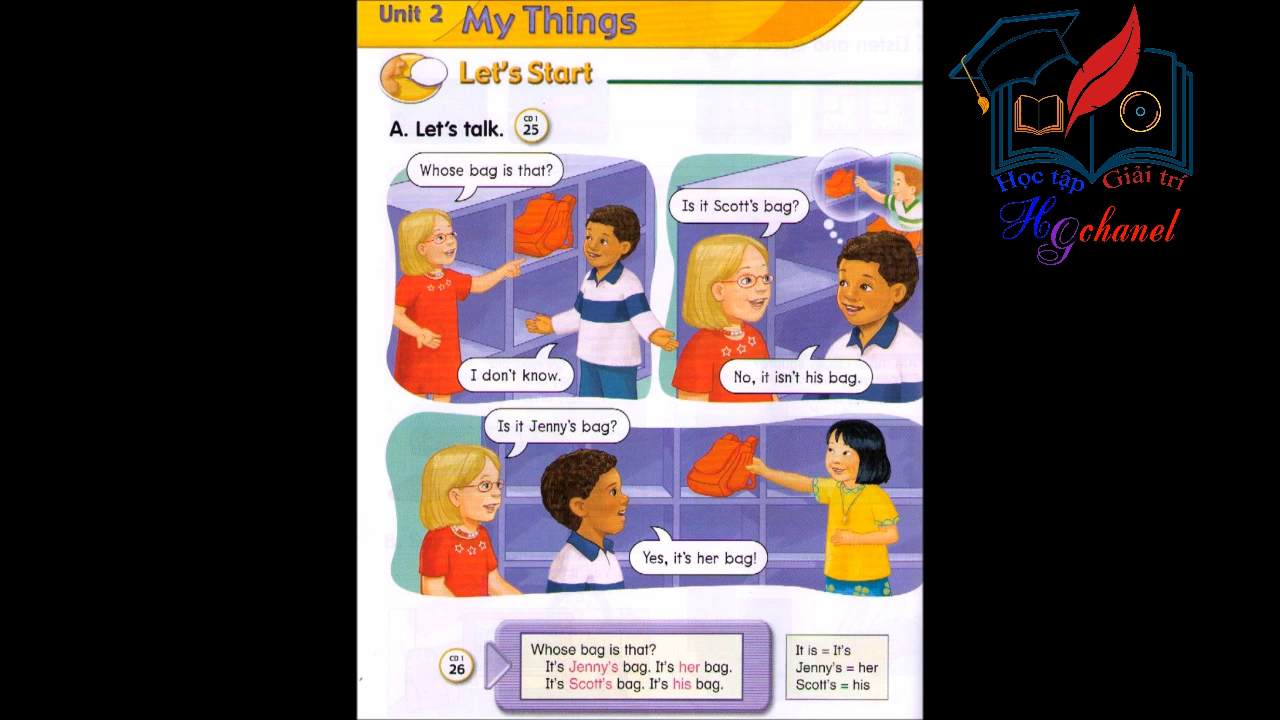 Unit 2 My Things
Let's Start
A. Let's talk. CD 1 25
Whose bag is that?
I don't know.
Is it Scott's bag?
No, it isn't his bag.
Is it Jenny's bag?
Yes, it's her bag!
CD 1 26
Whose bag is that?
It's Jenny's bag. It's her bag.
It's Scott's bag. It's his bag.
It is = It's
Jenny's = her
Scott's = his
Học tập Giải trí
HGchanel